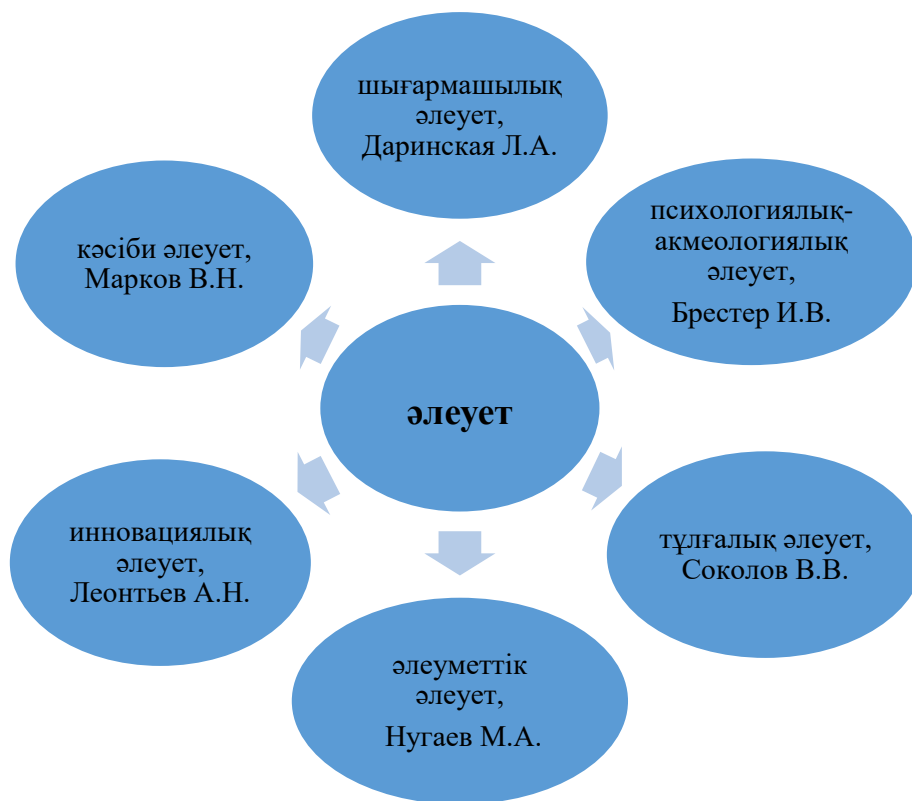 шығармашылық
әлеует,
Даринская Л.А.
психологиялық-
акмеологиялық
әлеует,
Брестер И.В.
кәсіби әлеует,
Марков В.Н.
әлеует
инновациялық
әлеует,
Леонтьев А.Н.
тұлғалық әлеует,
Соколов В.В.
әлеуметтік
әлеует,
Нугаев М.А.